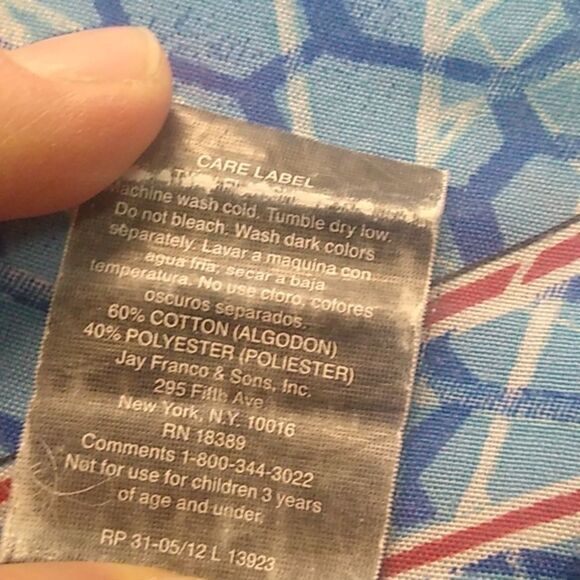 CARE LABEL
Machine wash cold. Tumble dry low.
Do not bleach. Wash dark colors
separately. Lavar a maquina con
agua fria; secar a baja
temperatura. No use cloro, colores
oscuros separados.
60% COTTON (ALGODON)
40% POLYESTER (POLIESTER)
Jay Franco & Sons, Inc.
295 Fifth Ave.
New York, N.Y. 10016
RN 18389
Comments 1-800-344-3022
Not for use for children 3 years
of age and under.
RP 31-05/12 L 13923